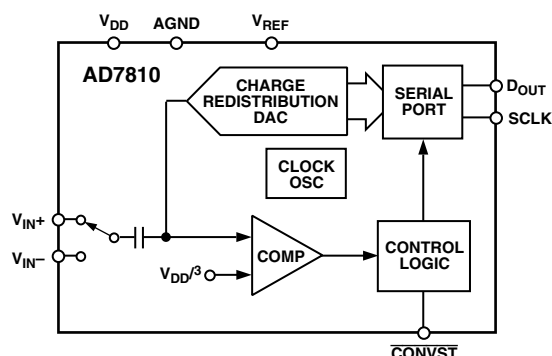 VDD
AGND
VREF
AD7810
CHARGE
REDISTRIBUTION
DAC
SERIAL
PORT
DOUT
SCLK
CLOCK
OSC
VIN+
VIN–
VDD/3
COMP
CONTROL
LOGIC
CONVST